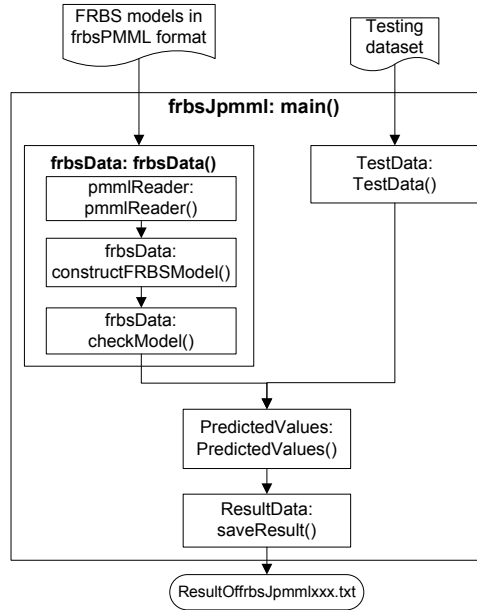 FRBS models in
frbsPMML format
Testing
dataset
frbsJpmml: main()
frbsData: frbsData()
pmmlReader:
pmmlReader()
frbsData:
constructFRBSModel()
frbsData:
checkModel()
TestData:
TestData()
PredictedValues:
PredictedValues()
ResultData:
saveResult()
ResultOffrbsJpmmlxxx.txt